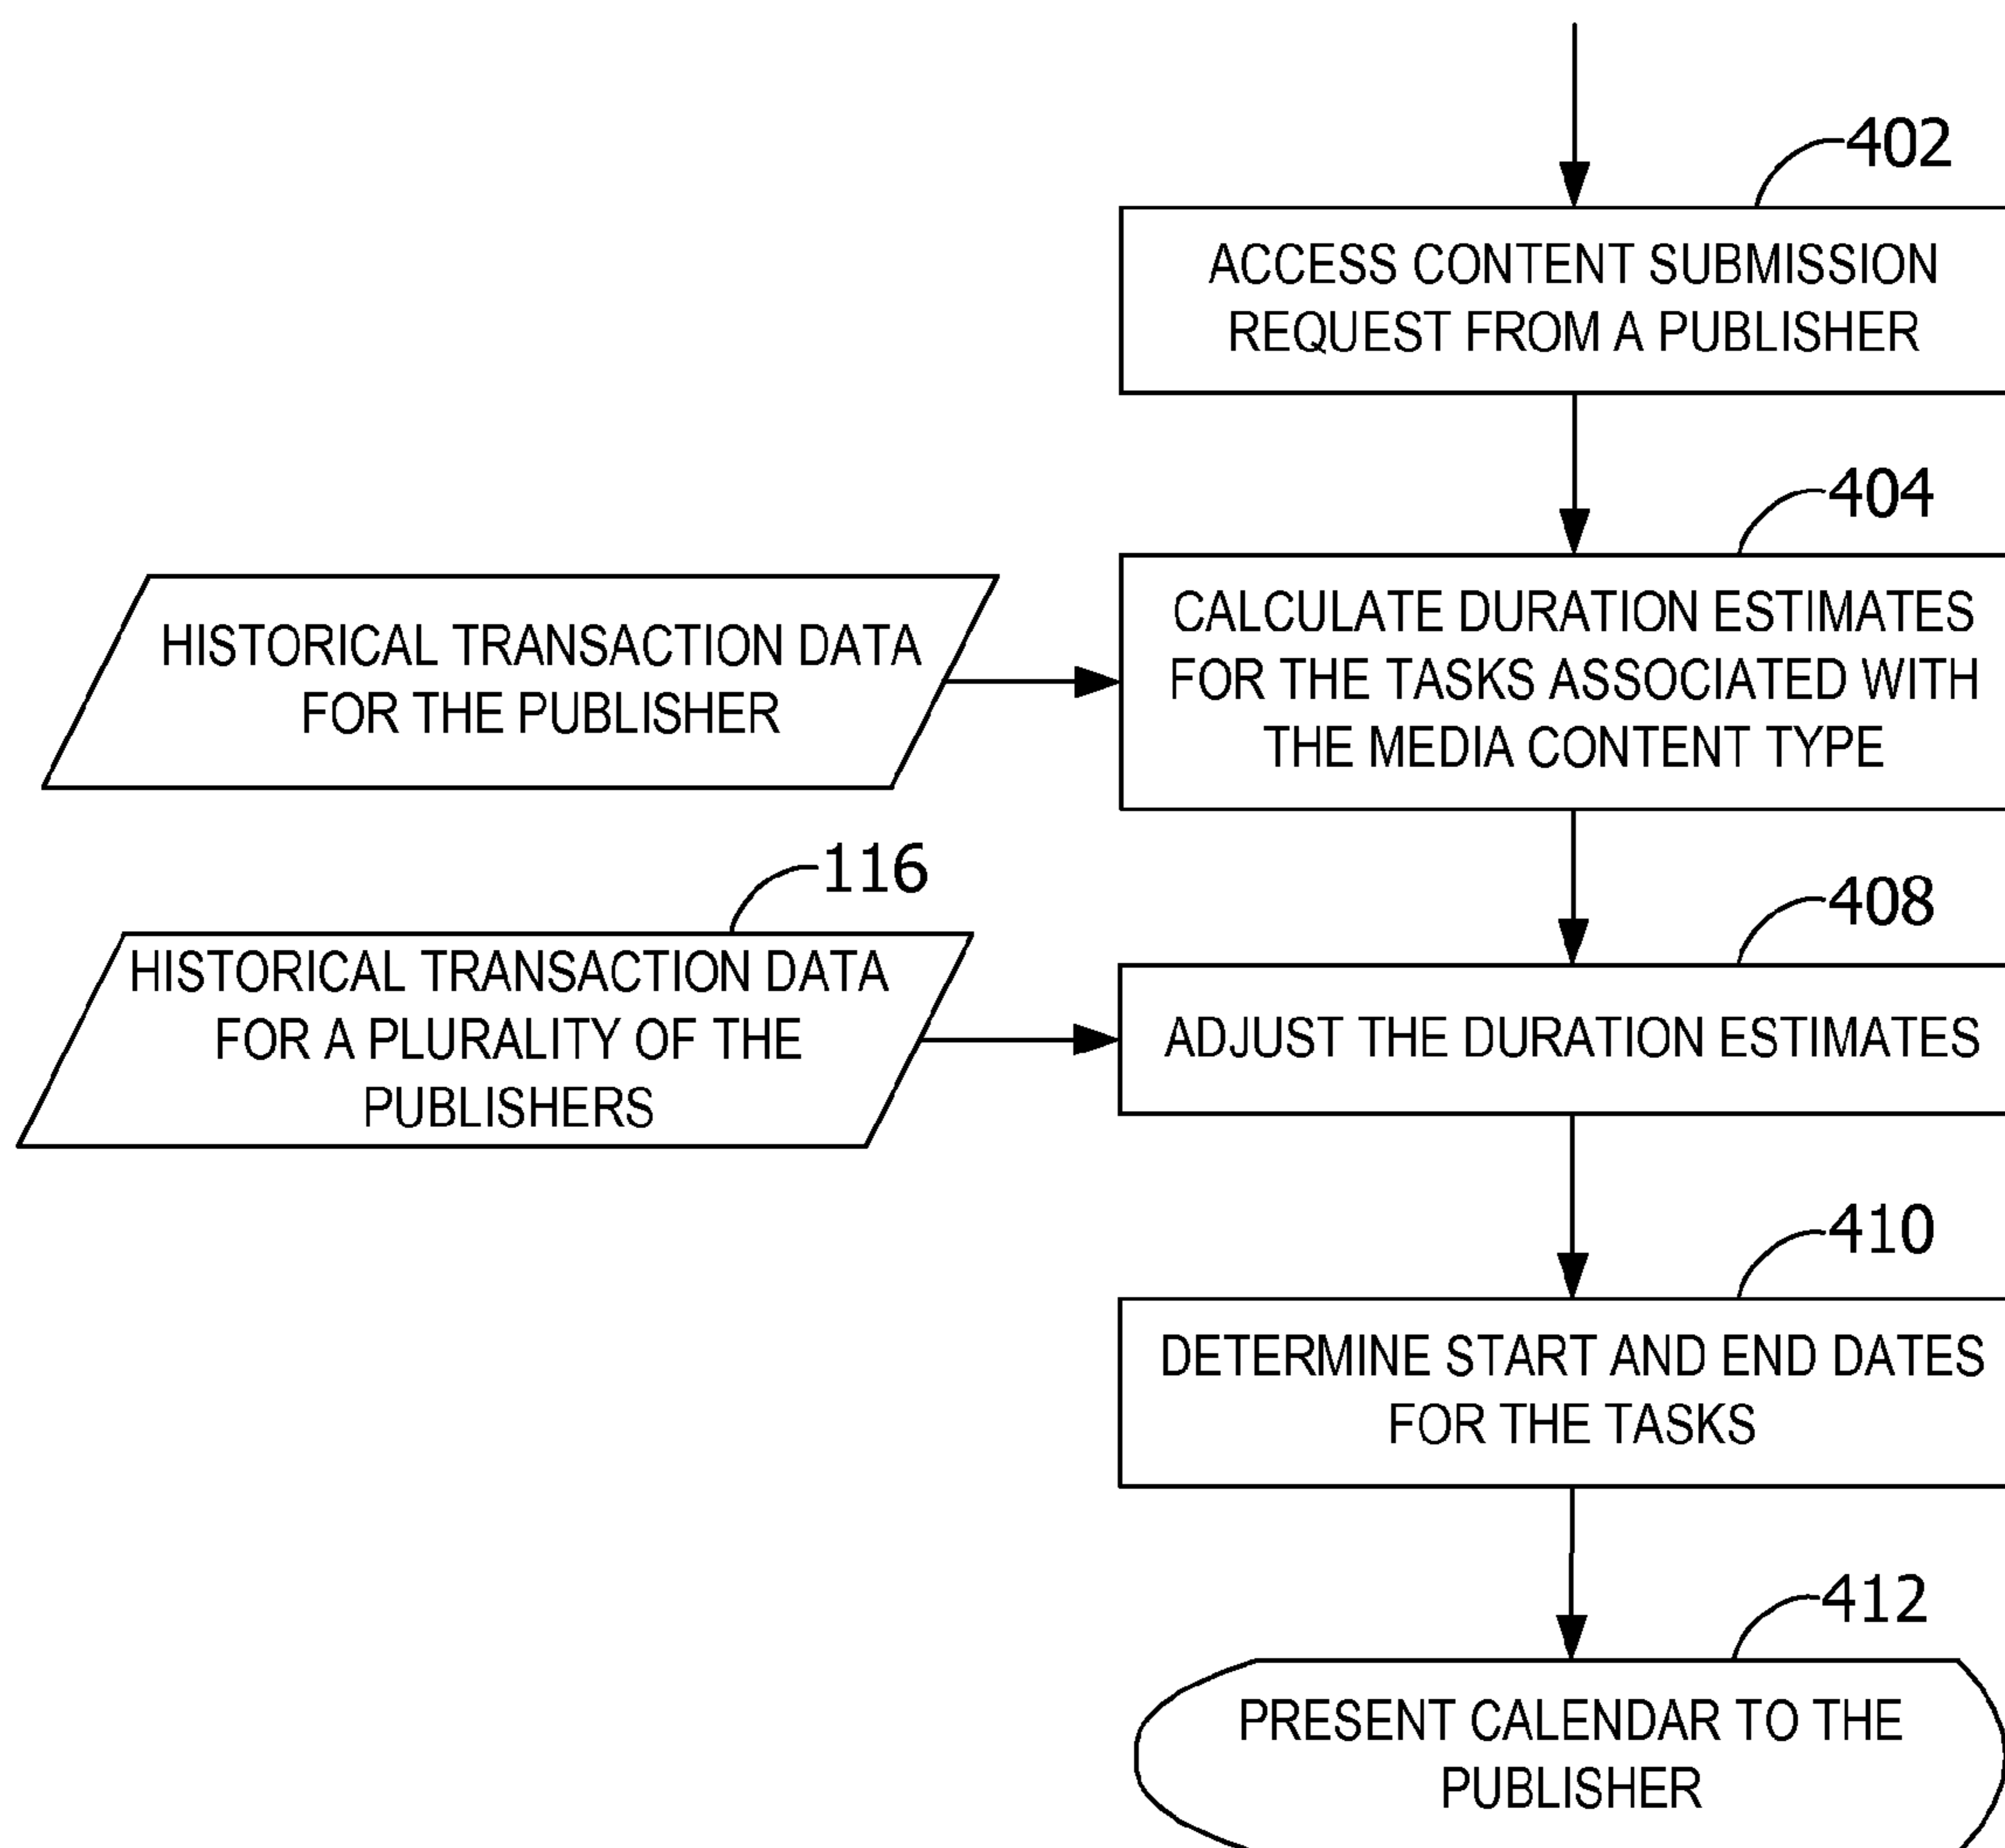 402
ACCESS CONTENT SUBMISSION
REQUEST FROM A PUBLISHER
404
HISTORICAL TRANSACTION DATA
FOR THE PUBLISHER
CALCULATE DURATION ESTIMATES
FOR THE TASKS ASSOCIATED WITH
THE MEDIA CONTENT TYPE
116
HISTORICAL TRANSACTION DATA
FOR A PLURALITY OF THE
PUBLISHERS
408
ADJUST THE DURATION ESTIMATES
410
DETERMINE START AND END DATES
FOR THE TASKS
412
PRESENT CALENDAR TO THE
PUBLISHER